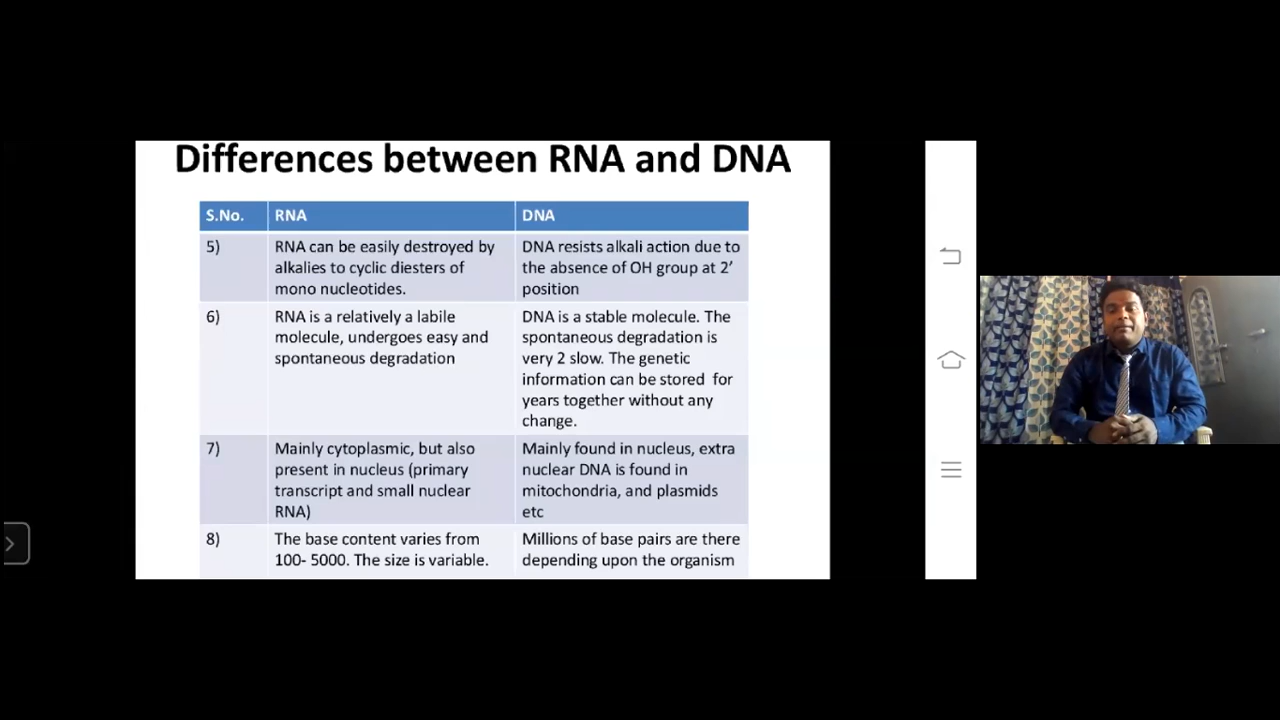 Differences between RNA and DNA
S.No. RNA DNA
5) RNA can be easily destroyed by DNA resists alkali action due to
alkalies to cyclic diesters of the absence of OH group at 2’
mono nucleotides. position
6) RNA is a relatively a labile DNA is a stable molecule. The
molecule, undergoes easy and spontaneous degradation is
spontaneous degradation very 2 slow. The genetic
information can be stored for
years together without any
change.
7) Mainly cytoplasmic, but also Mainly found in nucleus, extra
present in nucleus (primary nuclear DNA is found in
transcript and small nuclear mitochondria, and plasmids
RNA) etc
8) The base content varies from Millions of base pairs are there
100- 5000. The size is variable. depending upon the organism